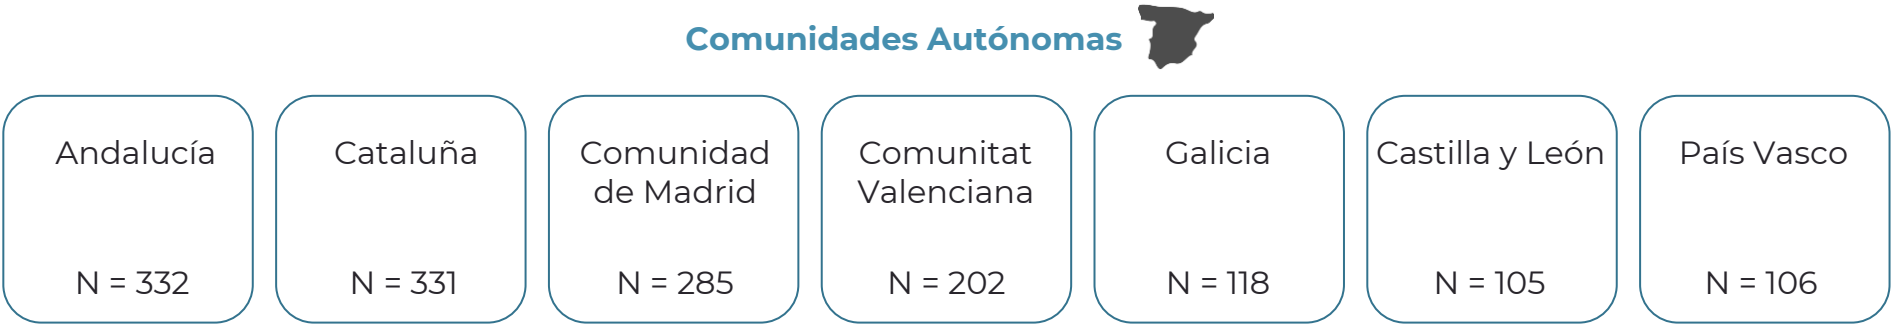 Comunidades Autónomas
Andalucía
N = 332
Cataluña
N = 331
Comunidad
de Madrid
N = 285
Comunitat
Valenciana
N = 202
Galicia
N = 118
Castilla y León
N = 105
País Vasco
N = 106